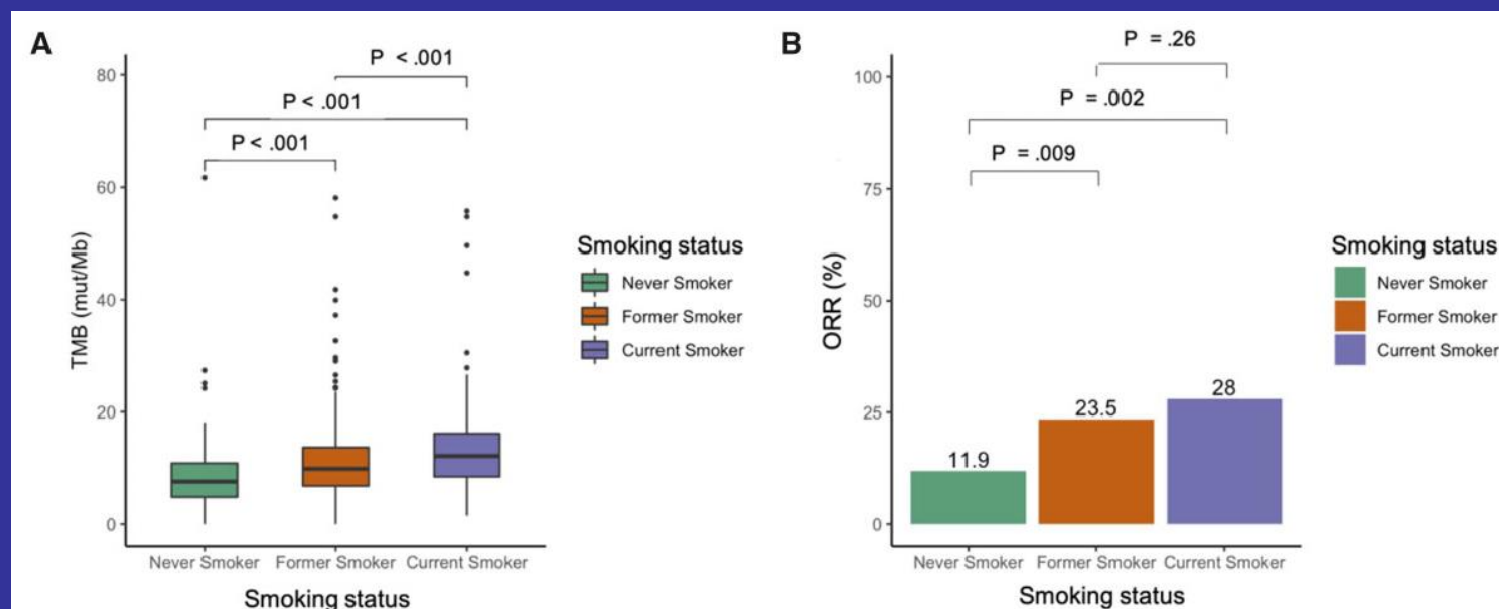 A
P < .001
P < .001
P < .001
80
60
40
20
0
TMB (mut/Mb)
Never Smoker Former Smoker Current Smoker
Smoking status
Smoking status
Never Smoker
Former Smoker
Current Smoker
B
P = .26
P = .002
P = .009
100
75
50
25
0
ORR (%)
11.9
23.5
28
Never Smoker Former Smoker Current Smoker
Smoking status
Smoking status
Never Smoker
Former Smoker
Current Smoker